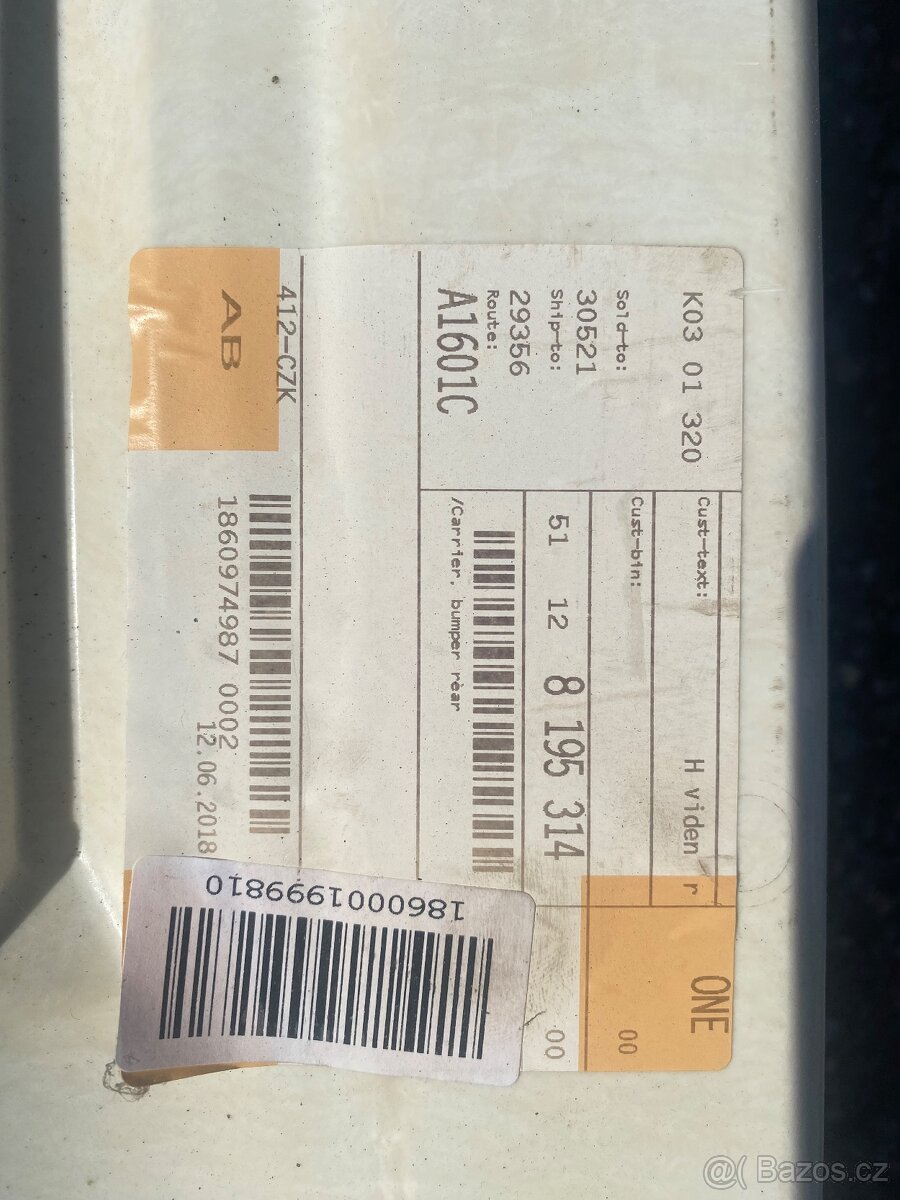 K03 01 320
Sold-to:
30521
Ship-to:
29356
Route:
A1601C
Cust-text:
H viden r
Cust-bin:
51 12 8 195 314
/Carrier, bumper rear
ONE
00
00
412-CZK
AB
1860974987 0002
12.06.2018
1860001999810
@( Bazos.cz